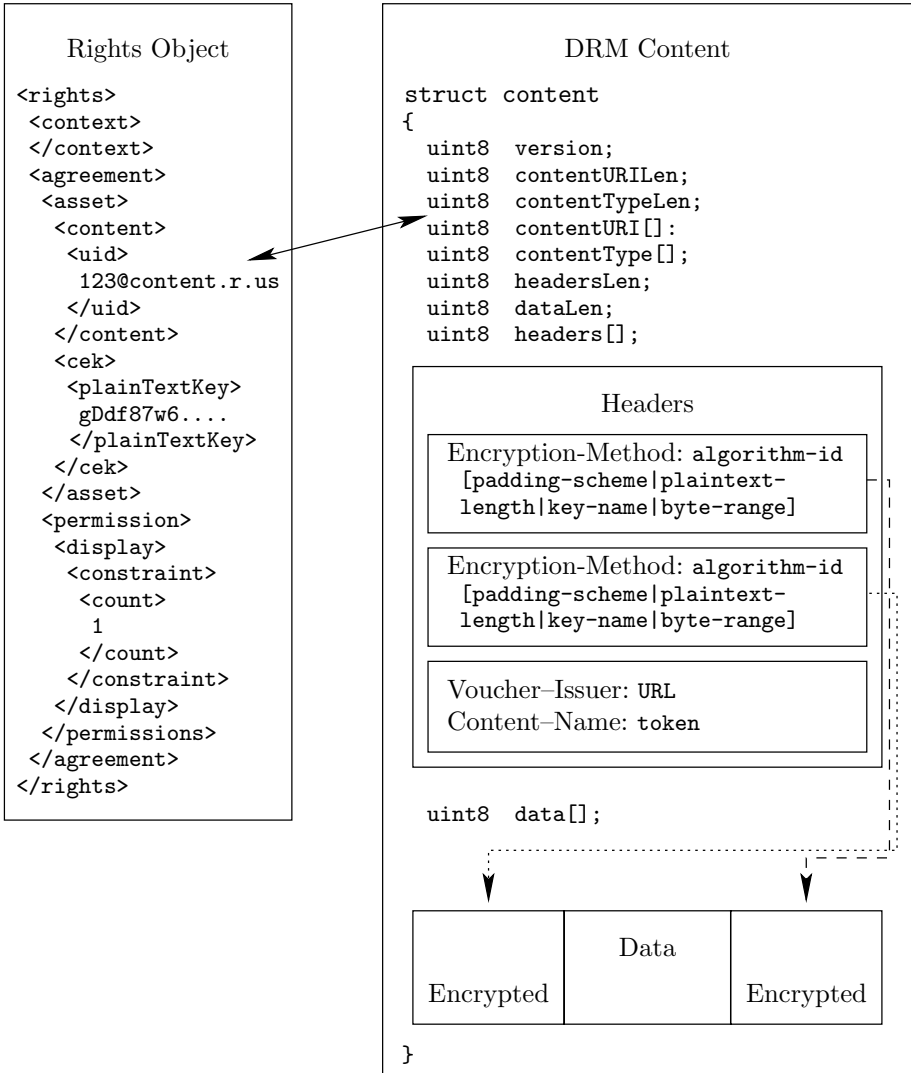 Rights Object
<rights>
<context>
</context>
<agreement>
<asset>
<content>
<uid>
123@content.r.us
</uid>
</content>
<cek>
<plainTextKey>
gDdf87w6....
</plainTextKey>
</cek>
</asset>
<permission>
<display>
<constraint>
<count>
1
</count>
</constraint>
</display>
</permissions>
</agreement>
</rights>
DRM Content
struct content
{
uint8 version;
uint8 contentURILen;
uint8 contentTypeLen;
uint8 contentURI[]:
uint8 contentType[];
uint8 headersLen;
uint8 dataLen;
uint8 headers[];
Headers
Encryption-Method: algorithm-id
[padding-scheme|plaintext-
length|key-name|byte-range]
Encryption-Method: algorithm-id
[padding-scheme|plaintext-
length|key-name|byte-range]
Voucher–Issuer: URL
Content–Name: token
uint8 data[];
Data
Encrypted
Encrypted
}